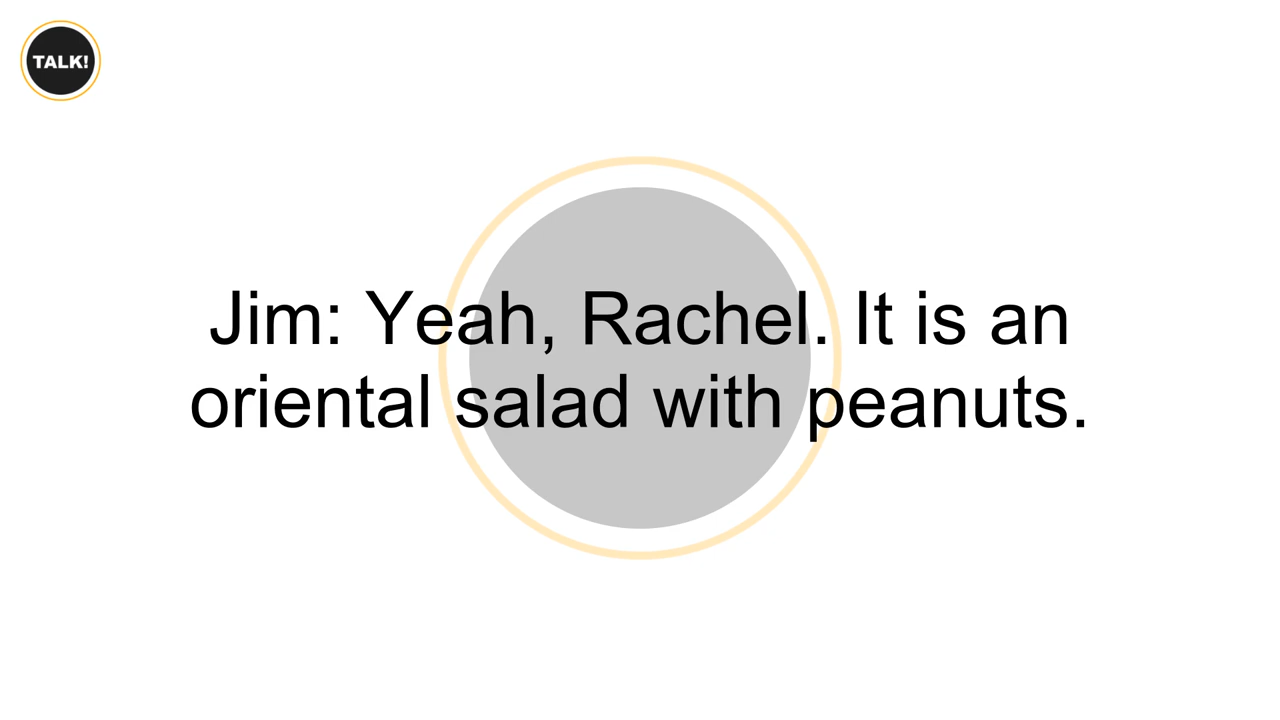 TALK!
Jim: Yeah, Rachel. It is an
oriental salad with peanuts.